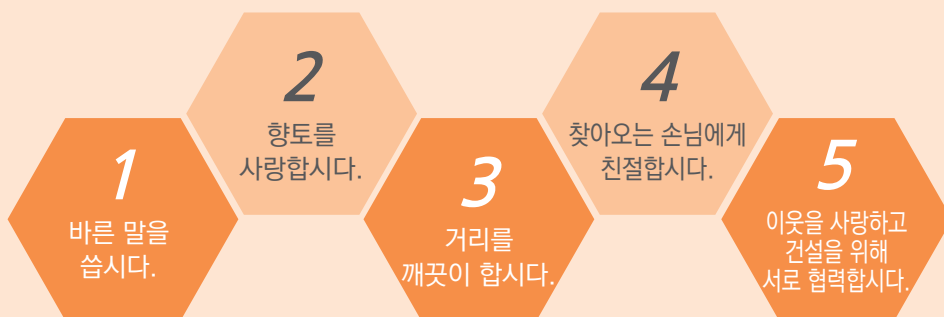 1
바른 말을
씁시다.
2
향토를
사랑합시다.
3
거리를
깨끗이 합시다.
4
찾아오는 손님에게
친절합시다.
5
이웃을 사랑하고
건설을 위해
서로 협력합시다.